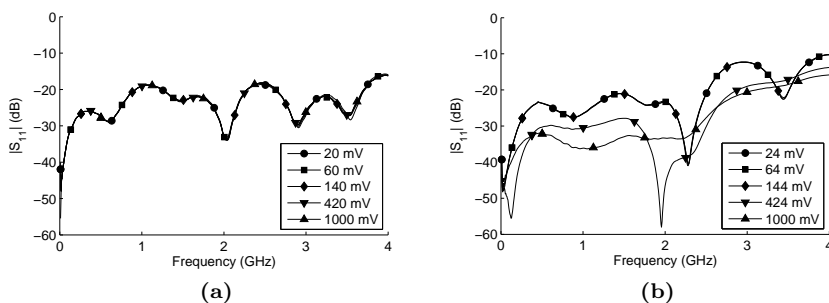 0
−10
−20
−30
−40
−50
−60
|S11| (dB)
0 1 2 3 4
Frequency (GHz)
20 mV
60 mV
140 mV
420 mV
1000 mV
(a)
0
−10
−20
−30
−40
−50
−60
|S11| (dB)
0 1 2 3 4
Frequency (GHz)
24 mV
64 mV
144 mV
424 mV
1000 mV
(b)